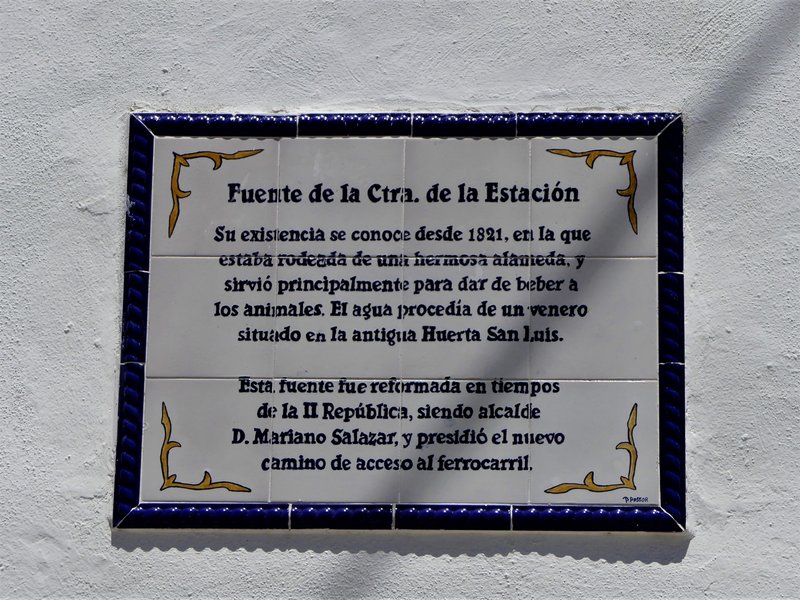 Fuente de la Ctra. de la Estación
Su existencia se conoce desde 1821, en la que
estaba rodeada de una hermosa alameda, y
sirvió principalmente para dar de beber a
los animales. El agua procedía de un venero
situado en la antigua Huerta San Luis.
Esta fuente fue reformada en tiempos
de la II República, siendo alcalde
D. Mariano Salazar, y presidió el nuevo
camino de acceso al ferrocarril.